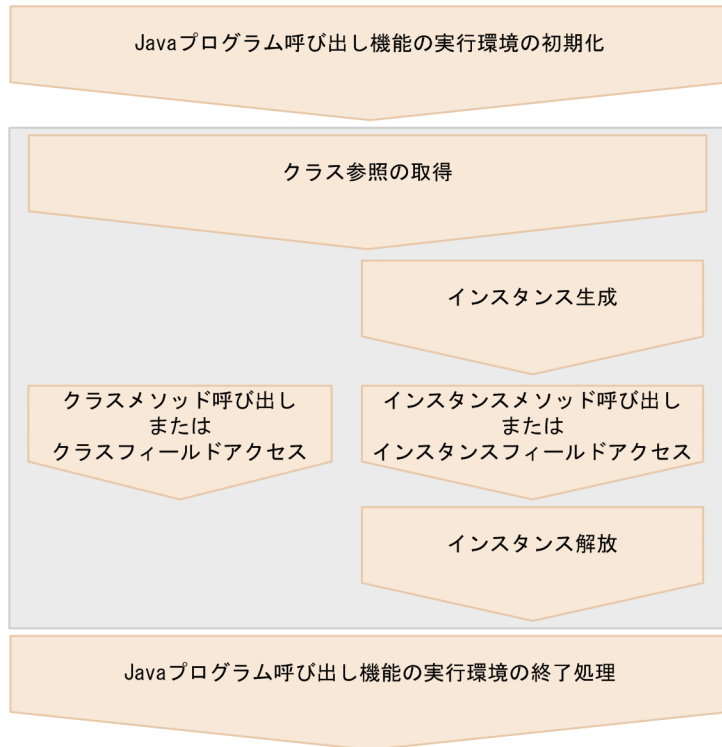 Javaプログラム呼び出し機能の実行環境の初期化
クラス参照の取得
インスタンス生成
クラスメソッド呼び出し
または
クラスフィールドアクセス
インスタンスメソッド呼び出し
または
インスタンスフィールドアクセス
インスタンス解放
Javaプログラム呼び出し機能の実行環境の終了処理